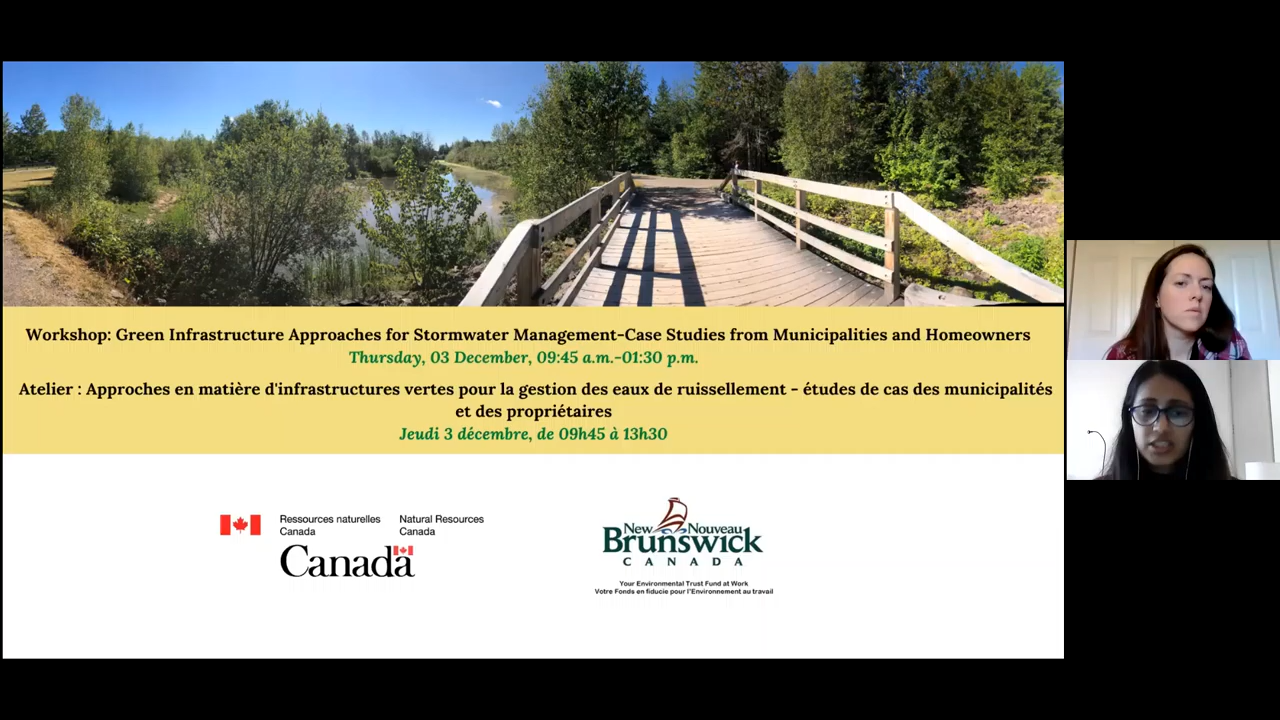 Workshop: Green Infrastructure Approaches for Stormwater Management-Case Studies from Municipalities and Homeowners
Thursday, 03 December, 09:45 a.m.-01:30 p.m.
Atelier : Approches en matière d'infrastructures vertes pour la gestion des eaux de ruissellement - études de cas des municipalités
et des propriétaires
Jeudi 3 décembre, de 09h45 à 13h30
Ressources naturelles
Canada
Natural Resources
Canada
Canada
New Nouveau
Brunswick
CANADA
Your Environmental Trust Fund at Work
Votre Fonds en fiducie pour l'Environnement au travail